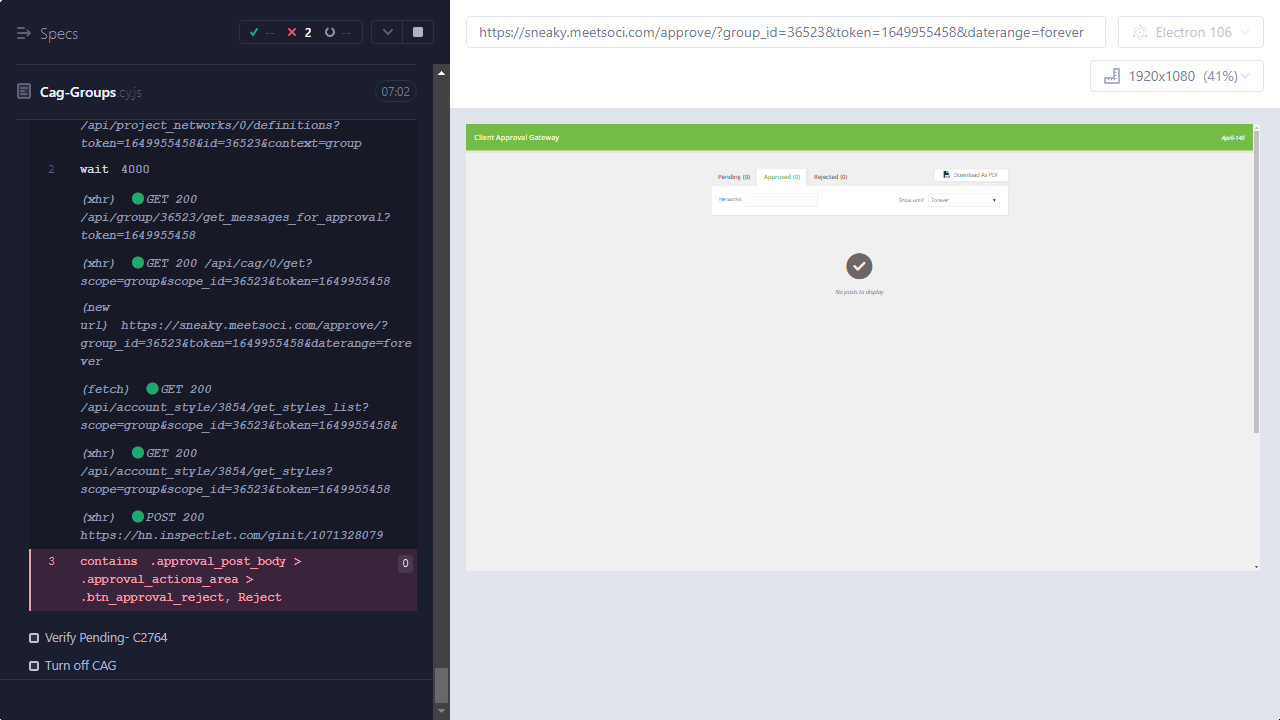 Specs
-- 2 --
Cag-Groups.cy.js
07:02
/api/project_networks/0/definitions?
token=1649955458&id=36523&context=group
2 wait 4000
(xhr) GET 200
/api/group/36523/get_messages_for_approval?
token=1649955458
(xhr) GET 200 /api/cag/0/get?
scope=group&scope_id=36523&token=1649955458
(new
url) https://sneaky.meetsoci.com/approve/?
group_id=36523&token=1649955458&daterange=fore
ver
(fetch) GET 200
/api/account_style/3854/get_styles_list?
scope=group&scope_id=36523&token=1649955458&
(xhr) GET 200
/api/account_style/3854/get_styles?
scope=group&scope_id=36523&token=1649955458
(xhr) POST 200
https://hn.inspectlet.com/ginit/1071328079
3 contains .approval_post_body > 0
.approval_actions_area >
.btn_approval_reject, Reject
Verify Pending- C2764
Turn off CAG
https://sneaky.meetsoci.com/approve/?group_id=36523&token=1649955458&daterange=forever
Electron 106
1920x1080 (41%)
Client Approval Gateway
April-14E
Pending (0) Approved (0) Rejected (0)
Download As PDF
Networks:
Show until: Forever
No posts to display